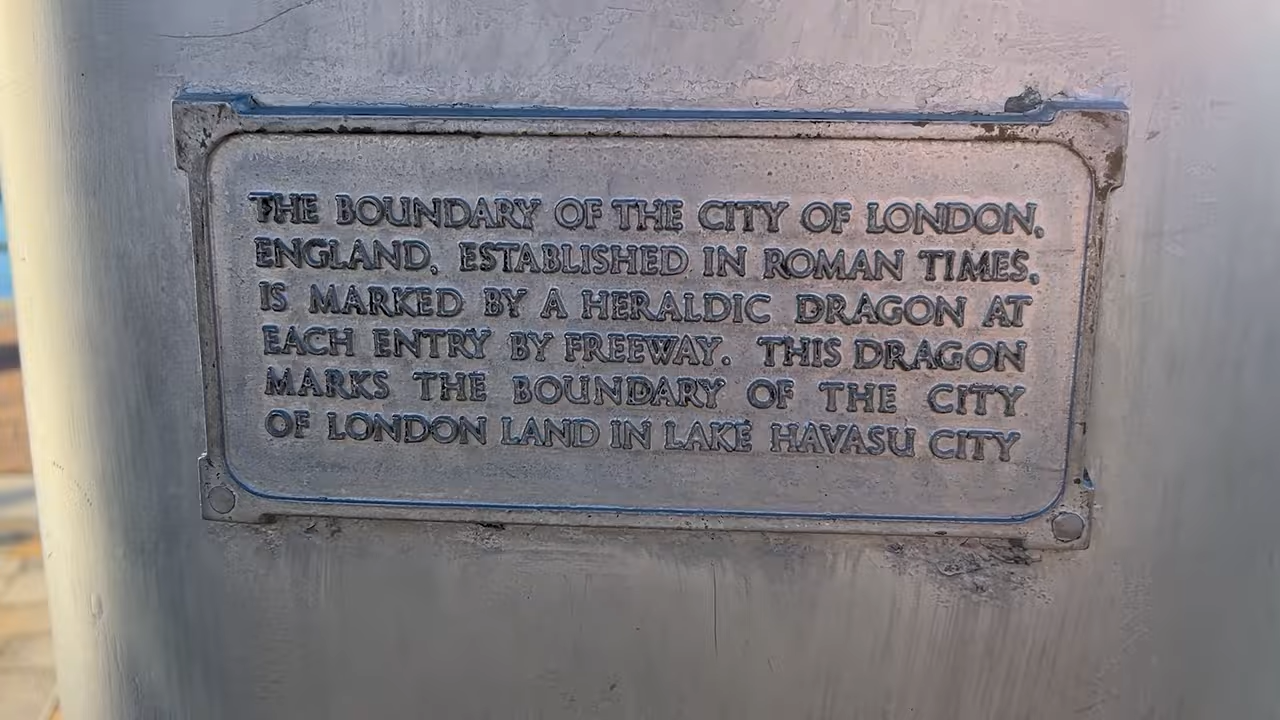 THE BOUNDARY OF THE CITY OF LONDON,
ENGLAND, ESTABLISHED IN ROMAN TIMES,
IS MARKED BY A HERALDIC DRAGON AT
EACH ENTRY BY FREEWAY. THIS DRAGON
MARKS THE BOUNDARY OF THE CITY
OF LONDON LAND IN LAKE HAVASU CITY